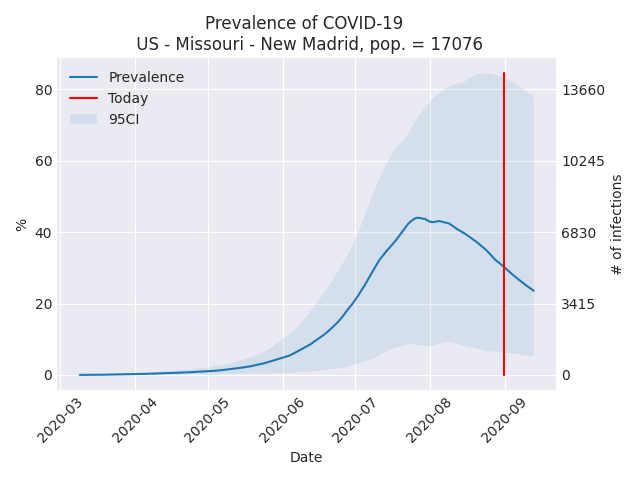 Prevalence of COVID-19
US - Missouri - New Madrid, pop. = 17076
Prevalence
Today
95CI
80
60
40
20
0
%
13660
10245
6830
3415
0
# of infections
2020-03
2020-04
2020-05
2020-06
2020-07
2020-08
2020-09
Date